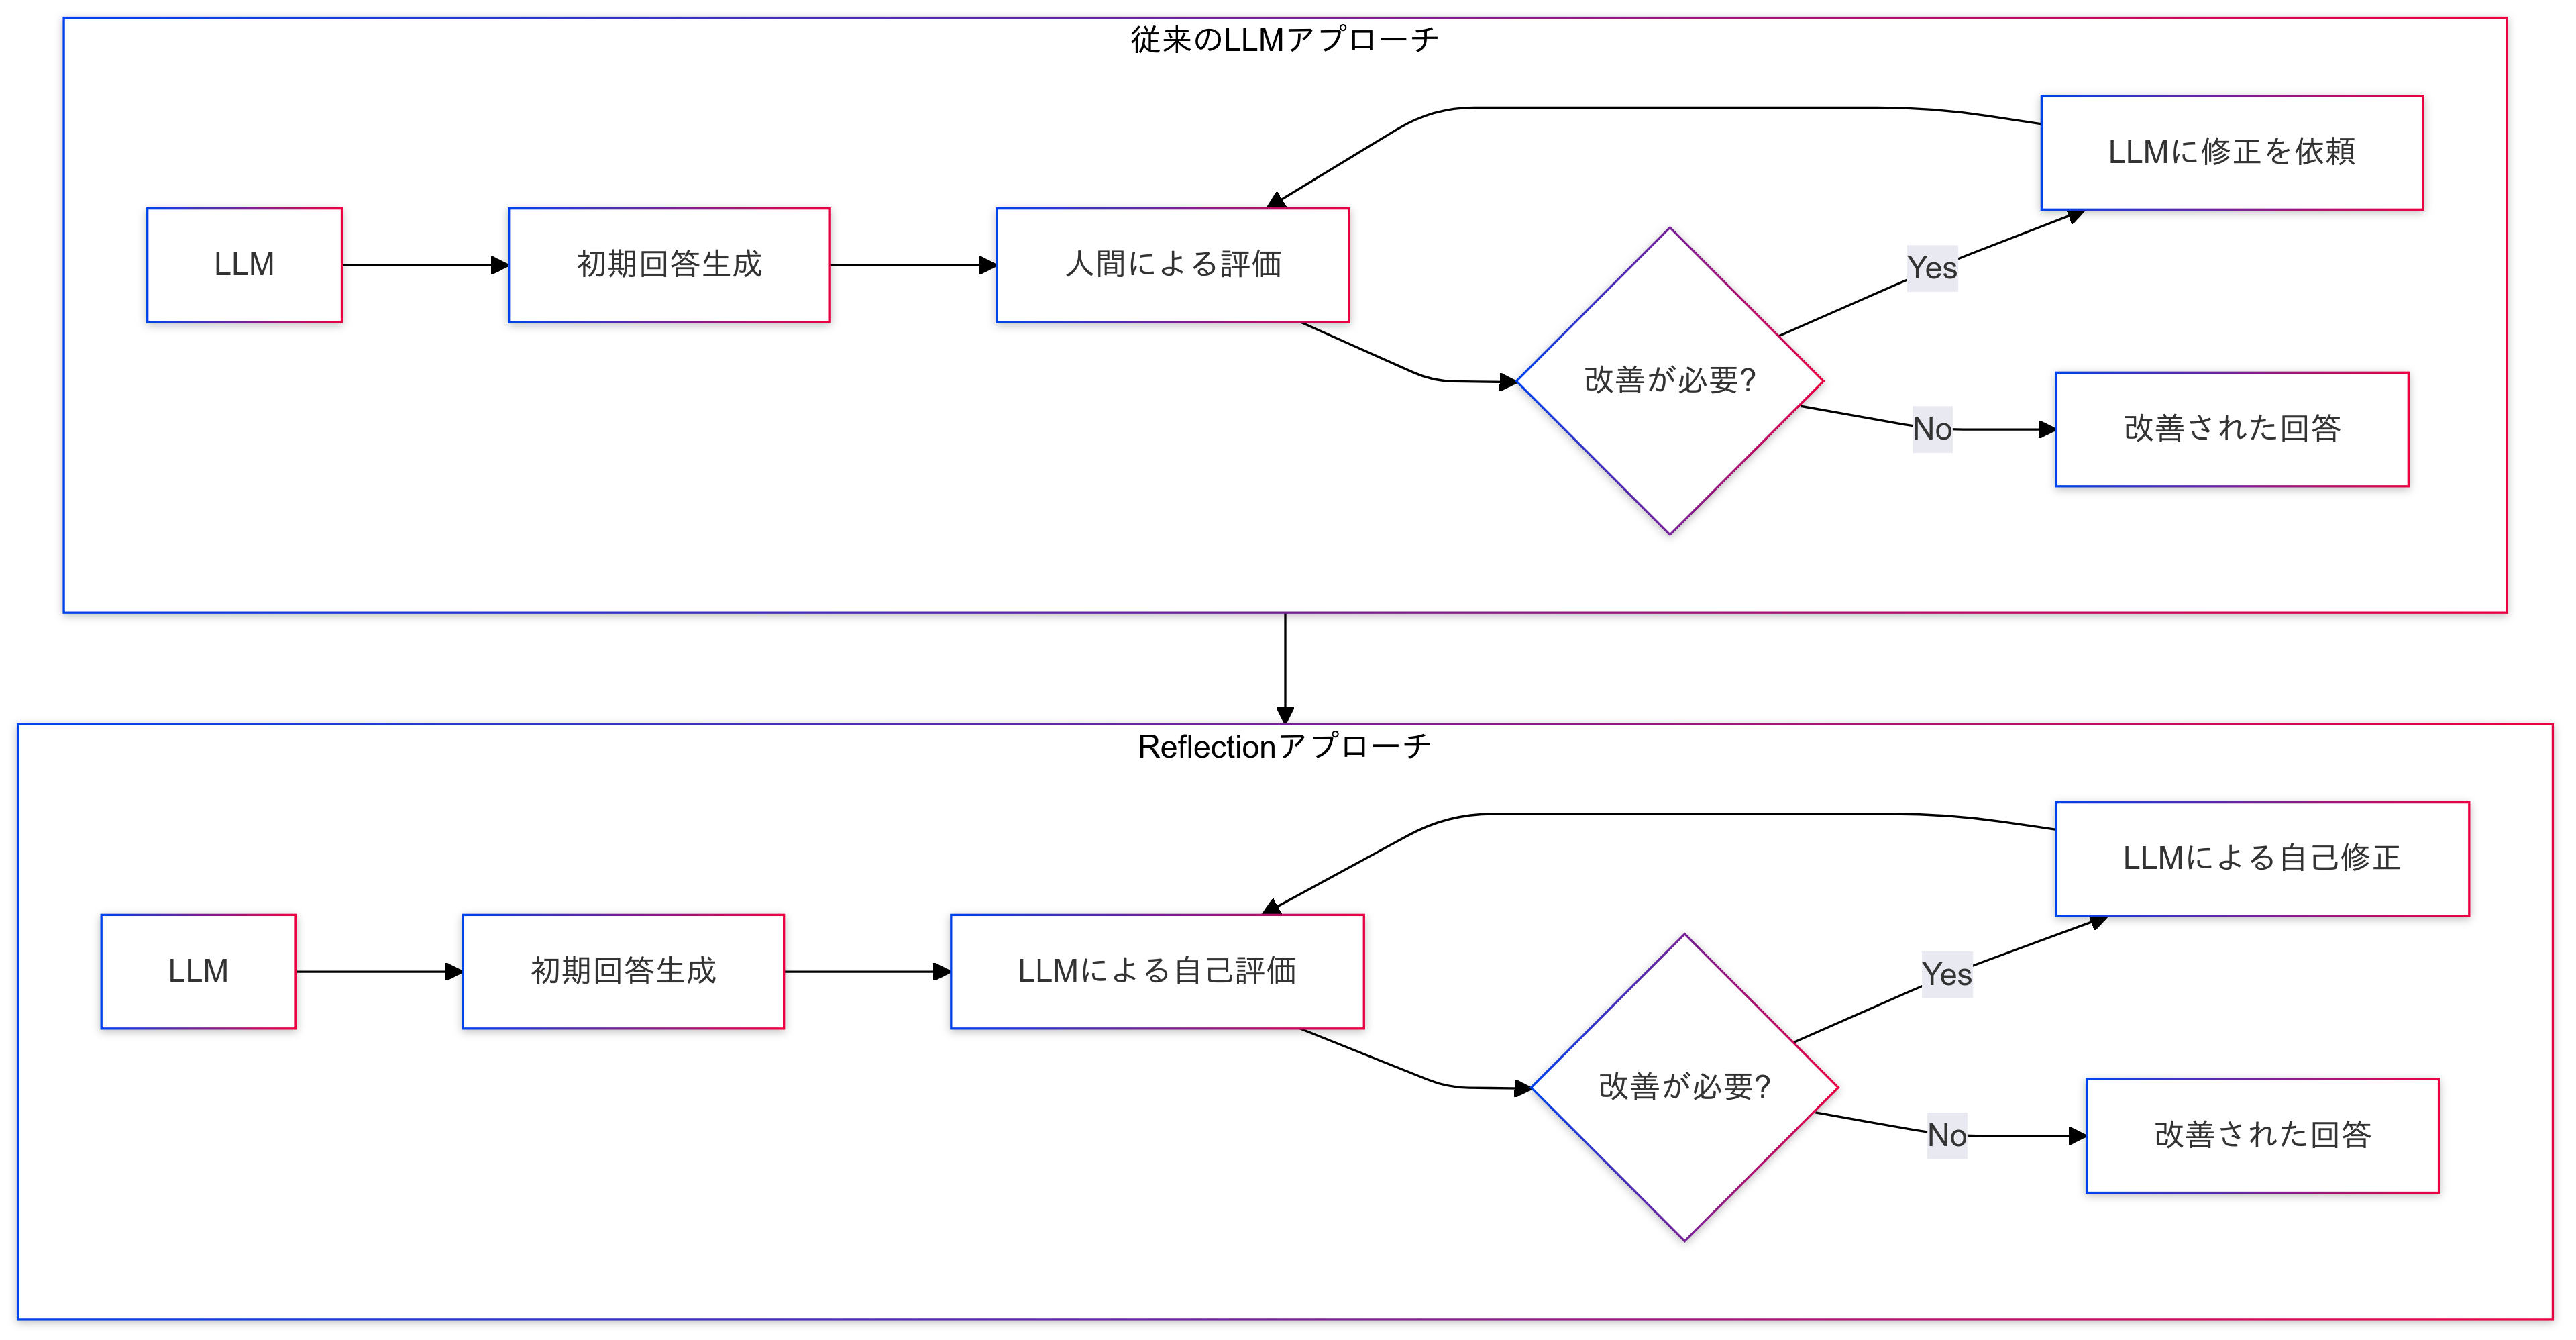 従来のLLMアプローチ
LLM
初期回答生成
人間による評価
改善が必要?
Yes
LLMに修正を依頼
No
改善された回答
Reflectionアプローチ
LLM
初期回答生成
LLMによる自己評価
改善が必要?
Yes
LLMによる自己修正
No
改善された回答